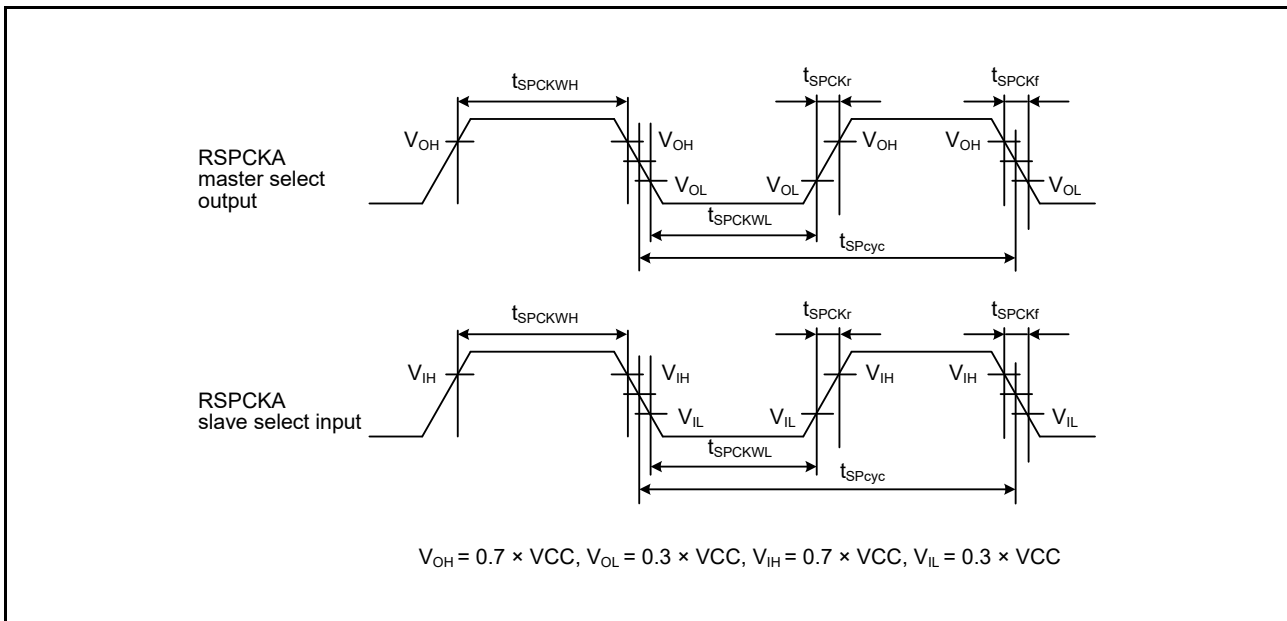 tSPCKWH tSPCKr tSPCKf
VOH VOH VOH VOH
RSPCKA
master select
output
VOL VOL VOL
tSPCKWL
tSPcyc
tSPCKWH tSPCKr tSPCKf
VIH VIH VIH VIH
RSPCKA
slave select input
VIL VIL VIL
tSPCKWL
tSPcyc
VOH = 0.7 × VCC, VOL = 0.3 × VCC, VIH = 0.7 × VCC, VIL = 0.3 × VCC